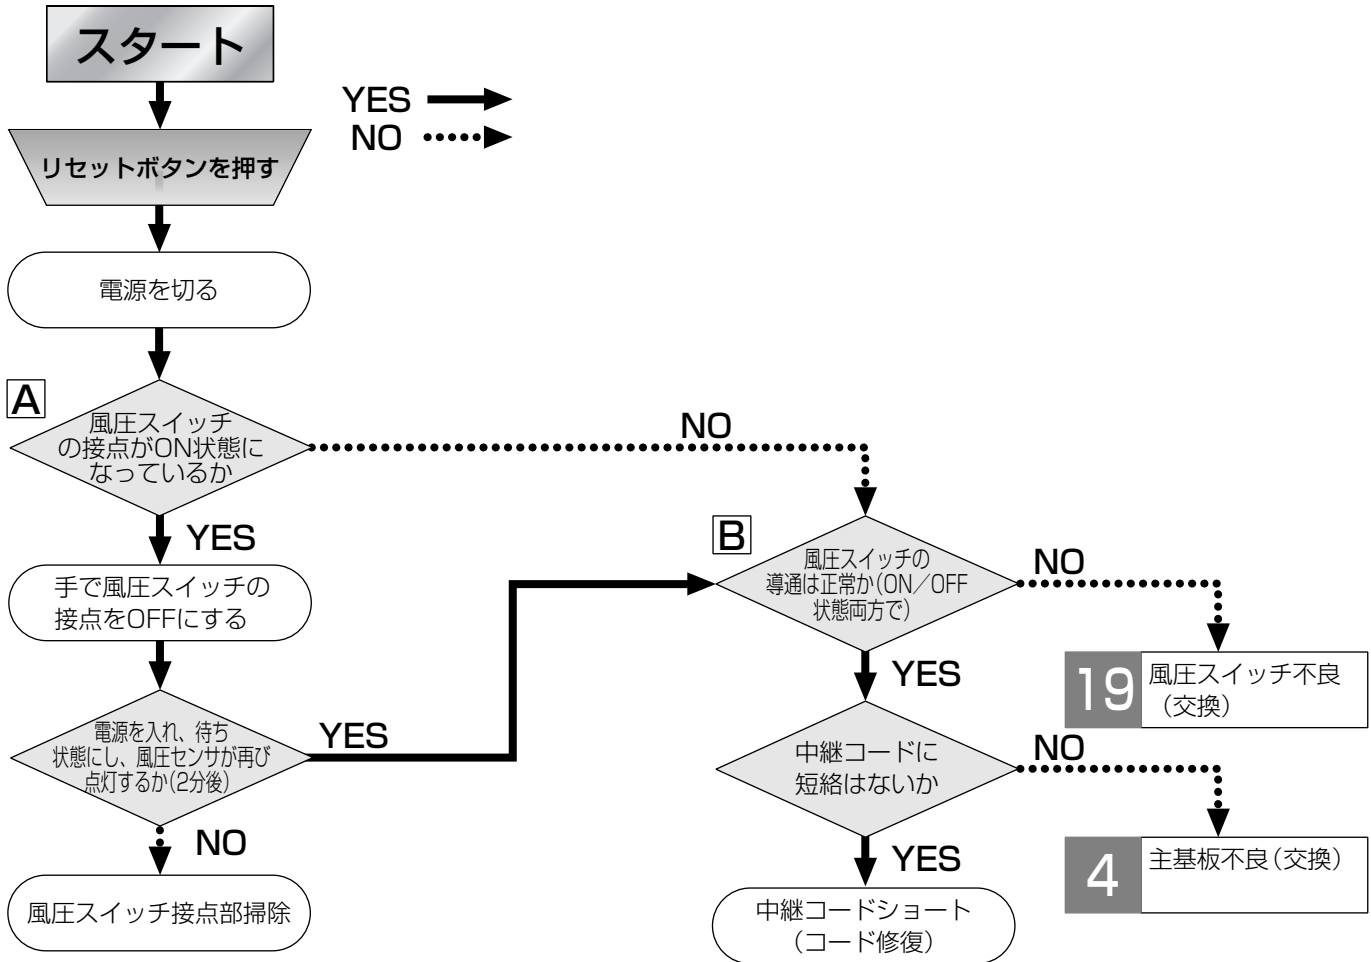 スタート
YES
NO
リセットボタンを押す
電源を切る
A
風圧スイッチ
の接点がON状態に
なっているか
NO
YES
手で風圧スイッチの
接点をOFFにする
電源を入れ、待ち
状態にし、風圧センサが再び
点灯するか(2分後)
YES
NO
風圧スイッチ接点部掃除
B
風圧スイッチの
導通は正常か(ON/OFF
状態両方で)
NO
19
風圧スイッチ不良
(交換)
YES
中継コードに
短絡はないか
NO
4
主基板不良(交換)
YES
中継コードショート
(コード修復)